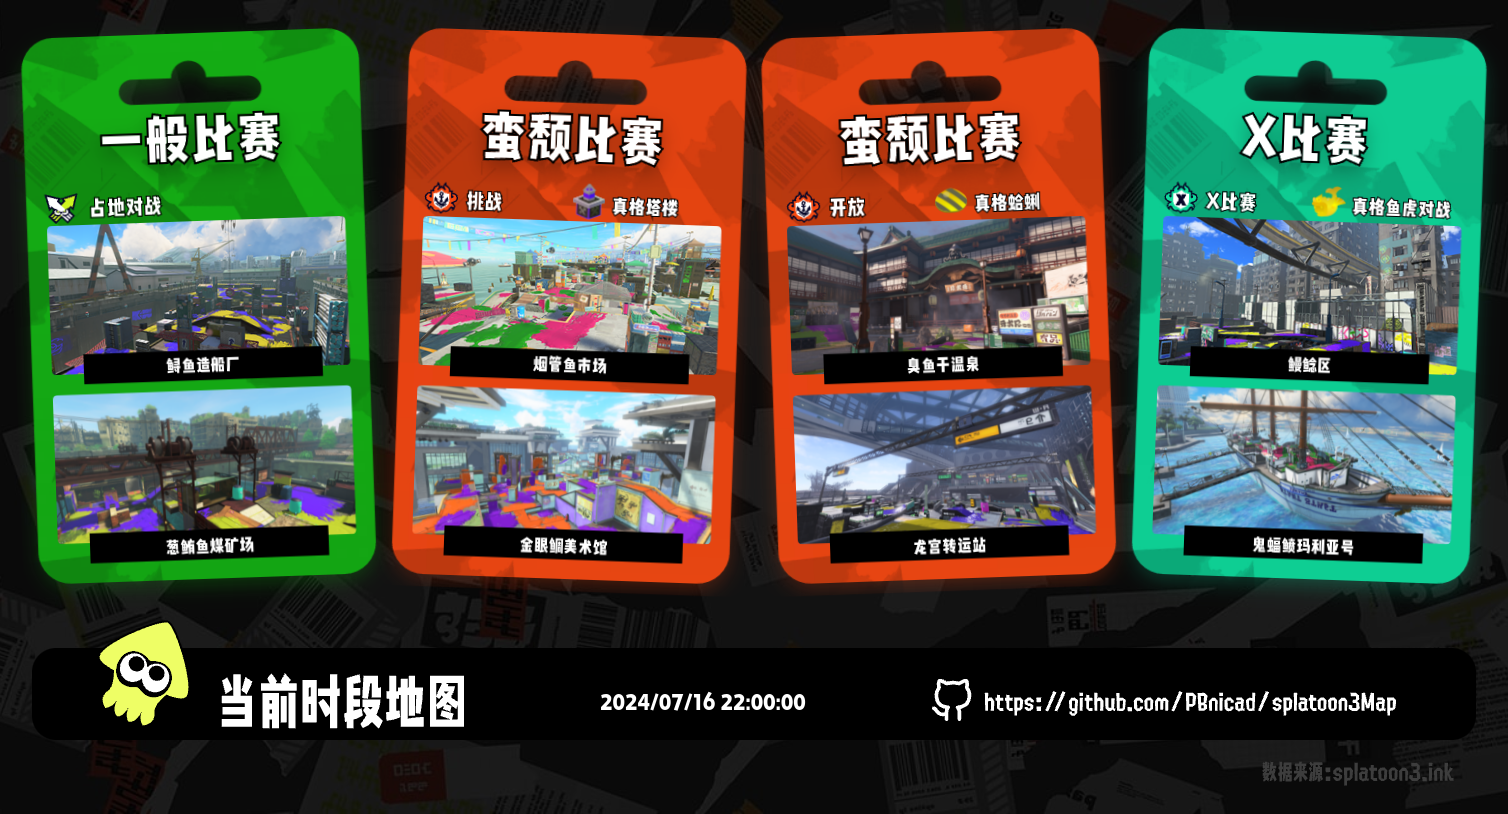 一般比赛
占地对战
鲟鱼造船厂
葱鲔鱼煤矿场
蛮颓比赛
挑战
真格塔楼
烟管鱼市场
金眼鲷美术馆
蛮颓比赛
开放
真格蛤蜊
臭鱼干温泉
龙宫转运站
X比赛
X比赛
真格鱼虎对战
鳗鲶区
鬼蝠鲼玛利亚号
当前时段地图
2024/07/16 22:00:00
https://github.com/PBnicad/splatoon3Map
数据来源:splatoon3.ink